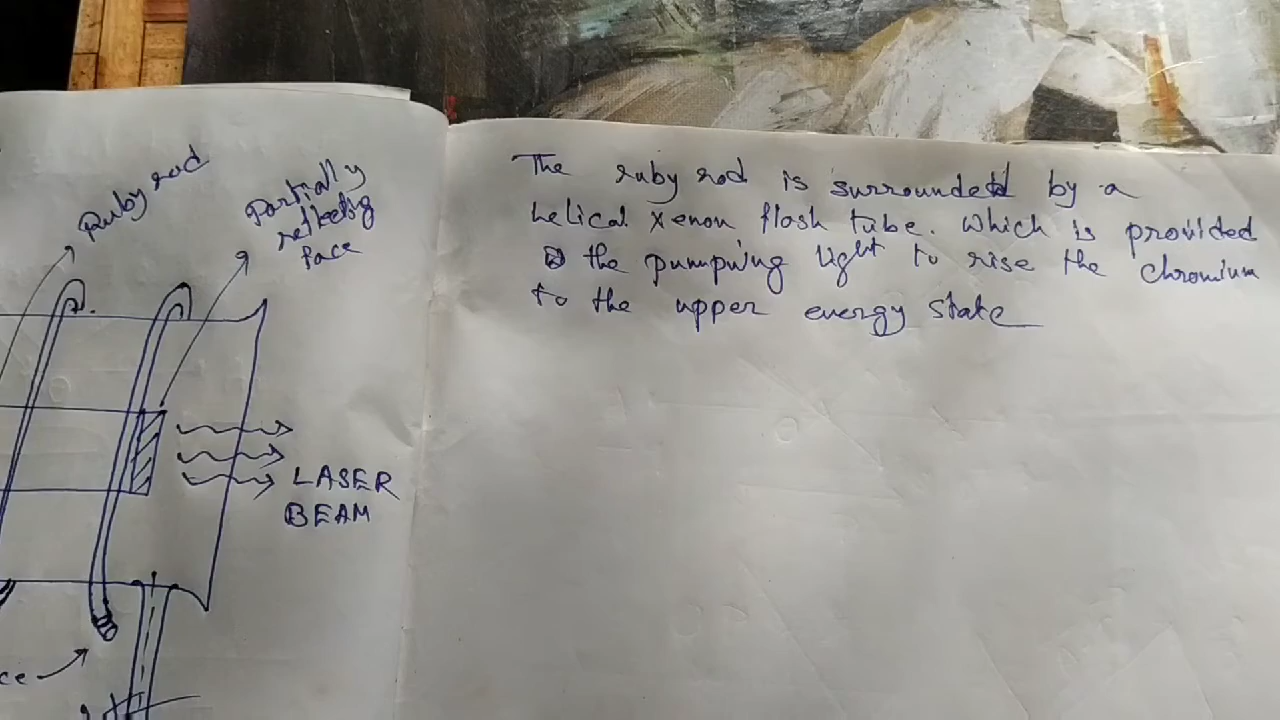 Ruby rod
Partially
reflecting
face
LASER
BEAM
ce
The ruby rod is surrounded by a
helical xenon flash tube. Which is provided
the pumping light to rise the chromium
to the upper energy state